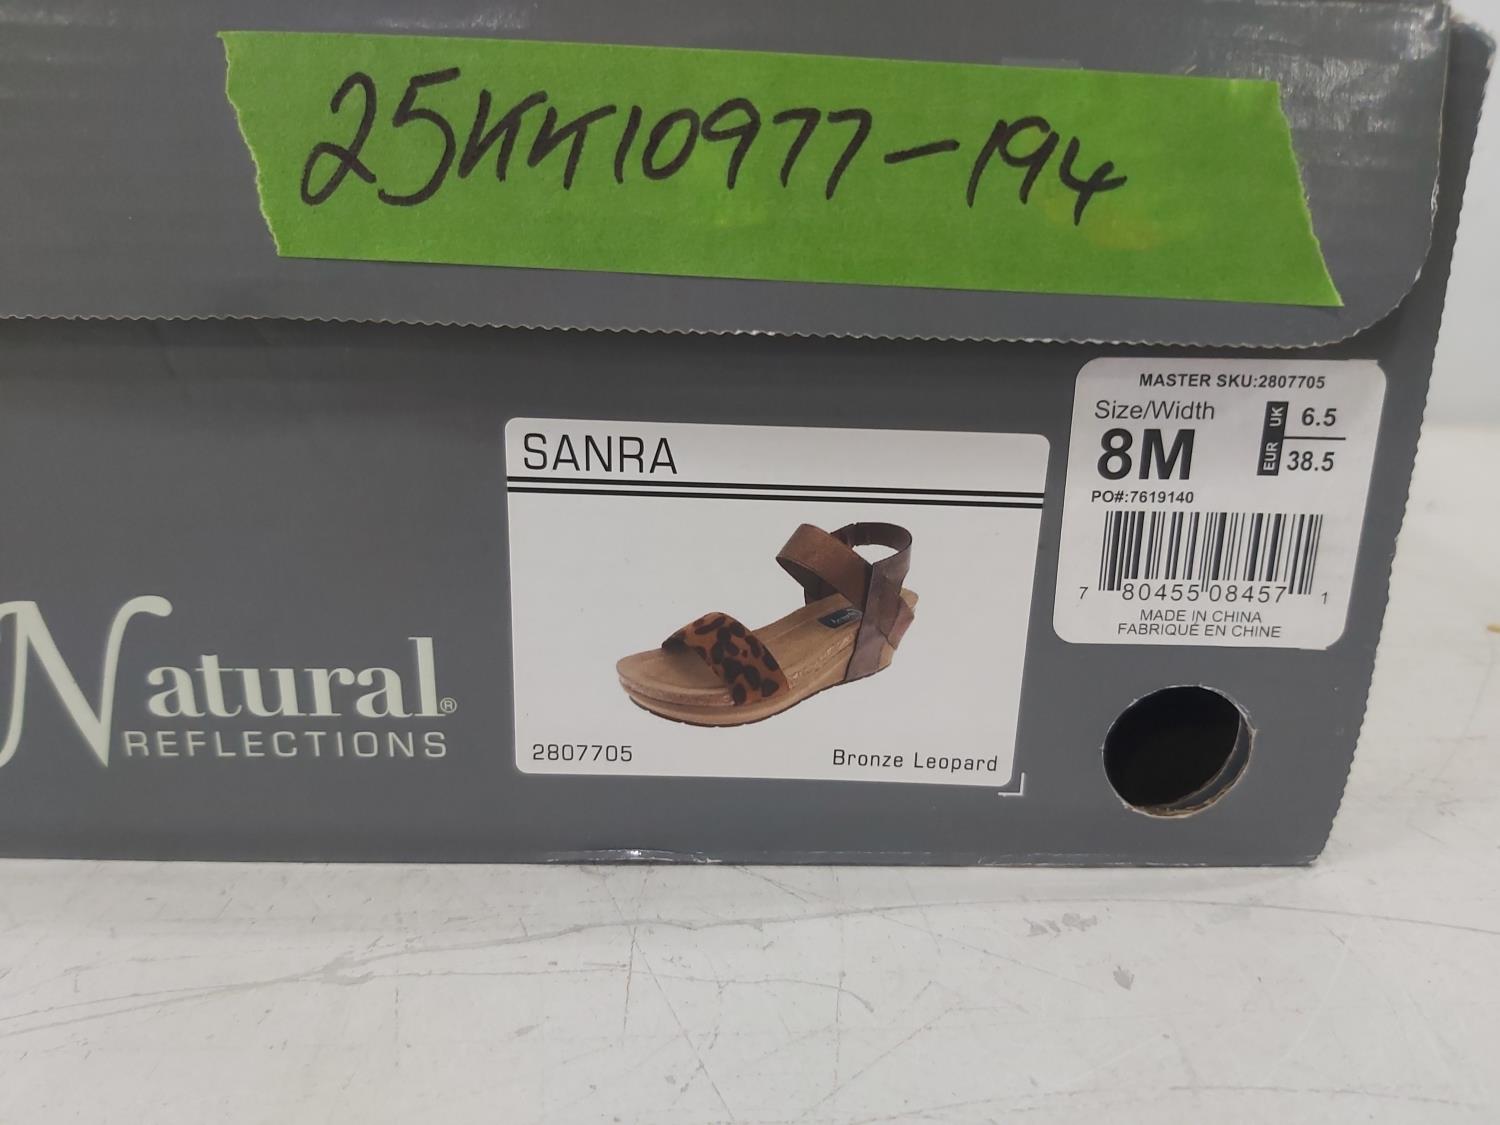 25KK10977-194
MASTER SKU:2807705
Size/Width
8M
UK 6.5
EUR 38.5
PO#:7619140
7 80455 08457 1
MADE IN CHINA
FABRIQUÉ EN CHINE
SANRA
2807705
Bronze Leopard
Natural®
REFLECTIONS